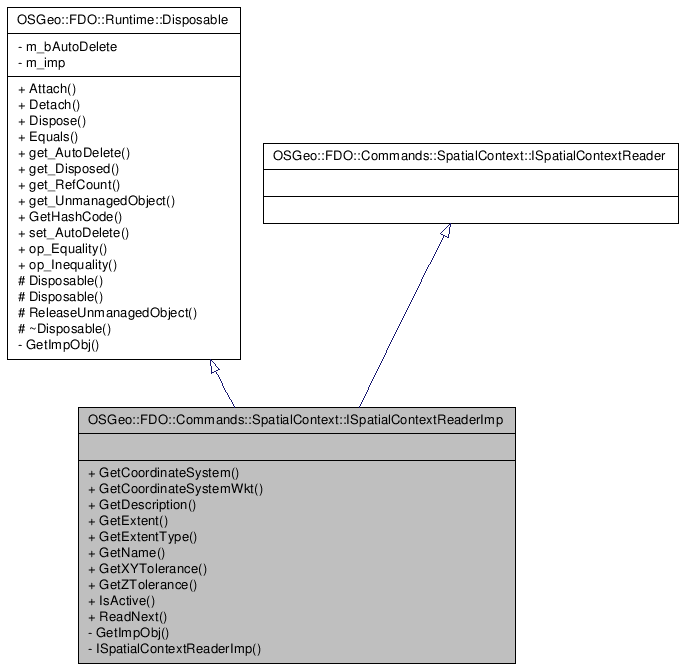 OSGeo::FDO::Runtime::Disposable
- m_bAutoDelete
- m_imp
+ Attach()
+ Detach()
+ Dispose()
+ Equals()
+ get_AutoDelete()
+ get_Disposed()
+ get_RefCount()
+ get_UnmanagedObject()
+ GetHashCode()
+ set_AutoDelete()
+ op_Equality()
+ op_Inequality()
# Disposable()
# Disposable()
# ReleaseUnmanagedObject()
# ~Disposable()
- GetImpObj()
OSGeo::FDO::Commands::SpatialContext::ISpatialContextReader
OSGeo::FDO::Commands::SpatialContext::ISpatialContextReaderImp
+ GetCoordinateSystem()
+ GetCoordinateSystemWkt()
+ GetDescription()
+ GetExtent()
+ GetExtentType()
+ GetName()
+ GetXYTolerance()
+ GetZTolerance()
+ IsActive()
+ ReadNext()
- GetImpObj()
- ISpatialContextReaderImp()